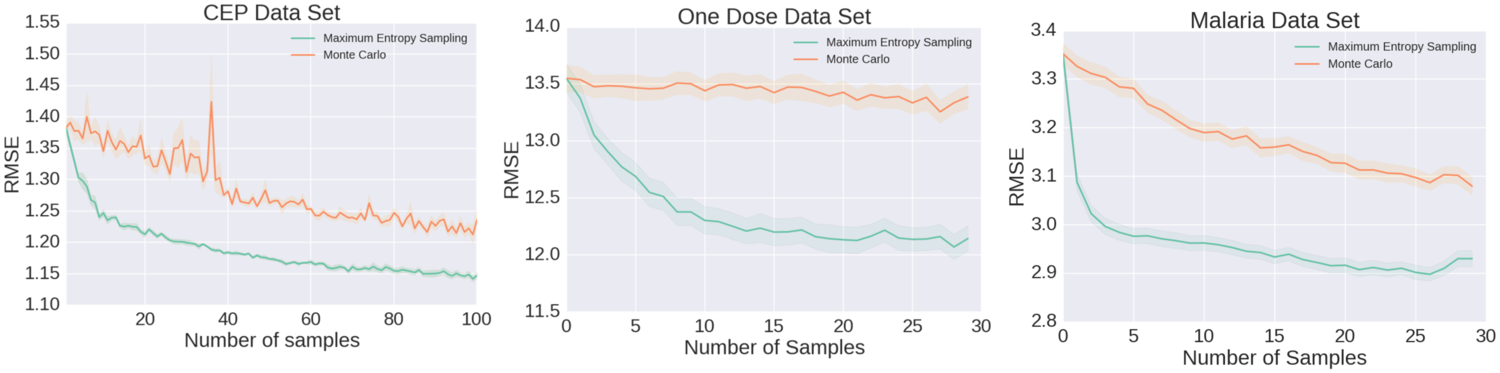 CEP Data Set
RMSE
1.55
1.50
1.45
1.40
1.35
1.30
1.25
1.20
1.15
1.10
Maximum Entropy Sampling
Monte Carlo
20 40 60 80 100
Number of samples
One Dose Data Set
RMSE
14.0
13.5
13.0
12.5
12.0
11.5
Maximum Entropy Sampling
Monte Carlo
0 5 10 15 20 25 30
Number of Samples
Malaria Data Set
RMSE
3.4
3.3
3.2
3.1
3.0
2.9
2.8
Maximum Entropy Sampling
Monte Carlo
0 5 10 15 20 25 30
Number of Samples